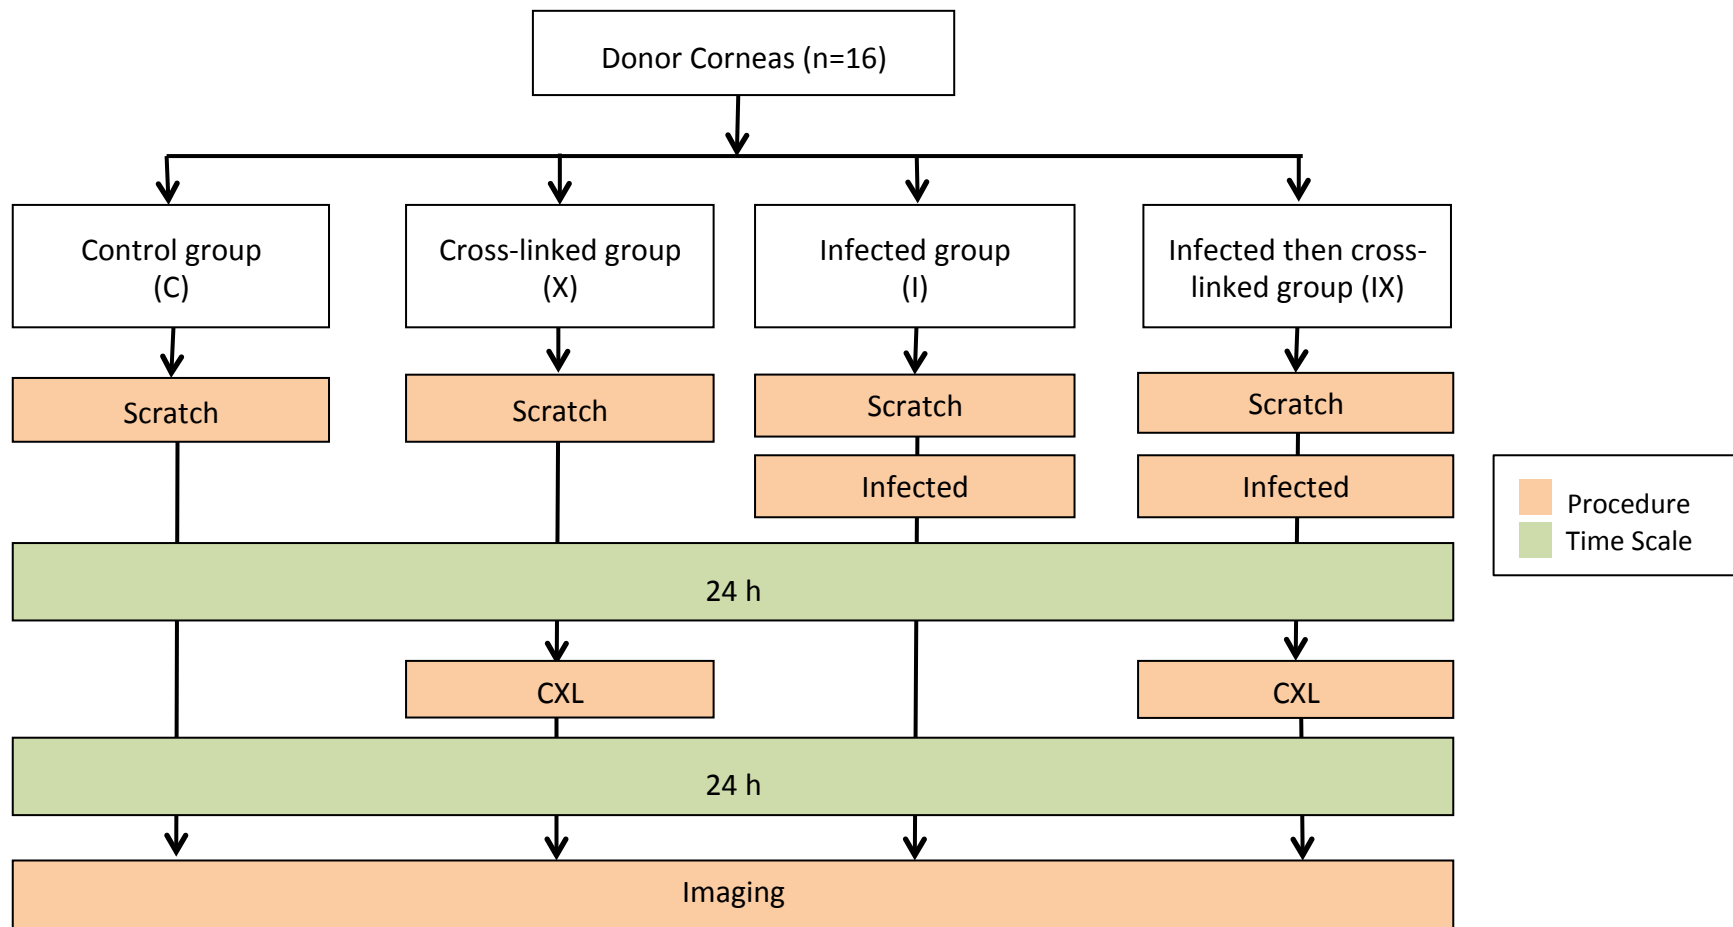 Donor Corneas (n=16)
Control group
(C)
Cross-linked group
(X)
Infected group
(I)
Infected then cross-
linked group (IX)
Scratch
Scratch
Scratch
Scratch
Infected
Infected
Procedure
Time Scale
24 h
CXL
CXL
24 h
Imaging